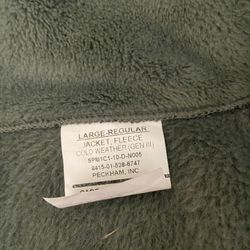 LARGE-REGULAR
JACKET, FLEECE
COLD WEATHER (GEN III)
SPM1C1-10-D-N005
8415-01-538-6747
PECKHAM, INC.